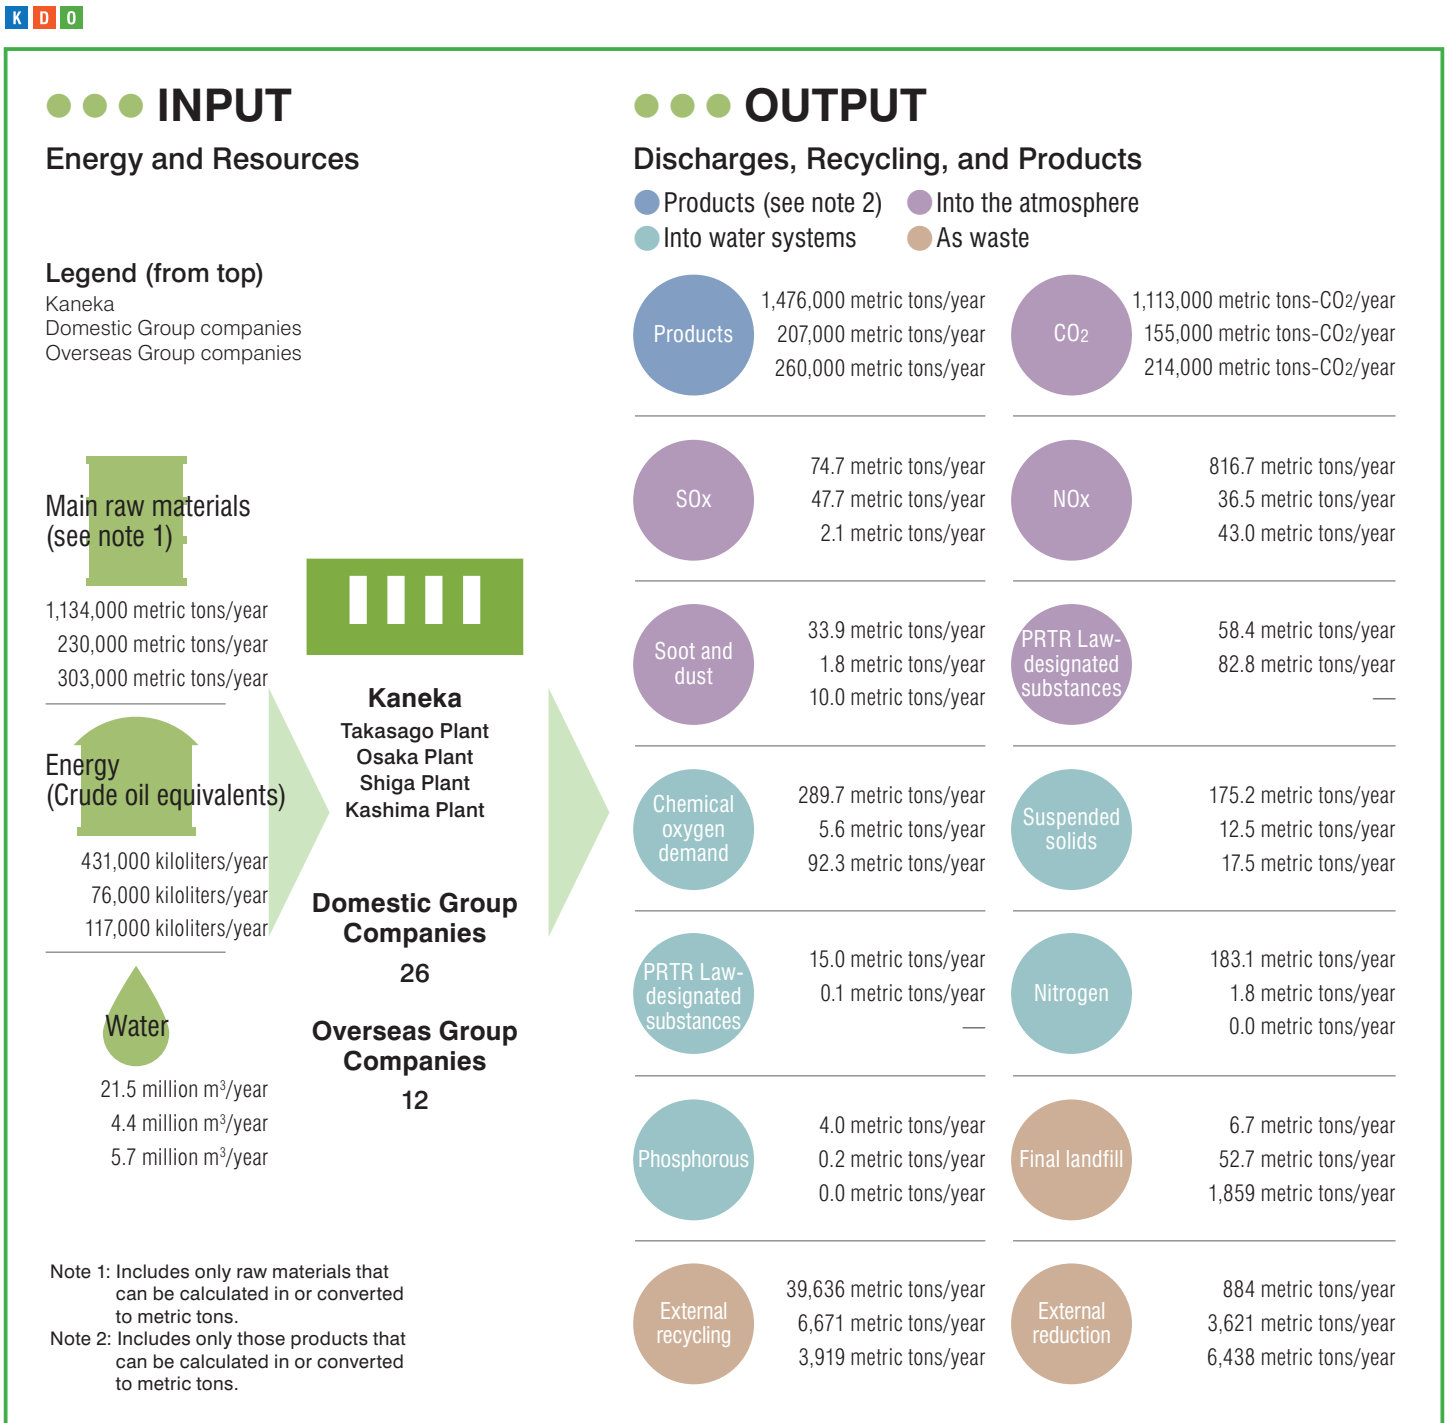 K D O
INPUT
Energy and Resources
Legend (from top)
Kaneka
Domestic Group companies
Overseas Group companies
Main raw materials
(see note 1)
1,134,000 metric tons/year
230,000 metric tons/year
303,000 metric tons/year
Energy
(Crude oil equivalents)
431,000 kiloliters/year
76,000 kiloliters/year
117,000 kiloliters/year
Water
21.5 million m³/year
4.4 million m³/year
5.7 million m³/year
Kaneka
Takasago Plant
Osaka Plant
Shiga Plant
Kashima Plant
Domestic Group
Companies
26
Overseas Group
Companies
12
Note 1: Includes only raw materials that
can be calculated in or converted
to metric tons.
Note 2: Includes only those products that
can be calculated in or converted
to metric tons.
OUTPUT
Discharges, Recycling, and Products
Products (see note 2)
Into the atmosphere
Into water systems
As waste
Products
1,476,000 metric tons/year
207,000 metric tons/year
260,000 metric tons/year
CO₂
1,113,000 metric tons-CO₂/year
155,000 metric tons-CO₂/year
214,000 metric tons-CO₂/year
SOx
74.7 metric tons/year
47.7 metric tons/year
2.1 metric tons/year
NOx
816.7 metric tons/year
36.5 metric tons/year
43.0 metric tons/year
Soot and
dust
33.9 metric tons/year
1.8 metric tons/year
10.0 metric tons/year
PRTR Law-
designated
substances
58.4 metric tons/year
82.8 metric tons/year
—
Chemical
oxygen
demand
289.7 metric tons/year
5.6 metric tons/year
92.3 metric tons/year
Suspended
solids
175.2 metric tons/year
12.5 metric tons/year
17.5 metric tons/year
PRTR Law-
designated
substances
15.0 metric tons/year
0.1 metric tons/year
—
Nitrogen
183.1 metric tons/year
1.8 metric tons/year
0.0 metric tons/year
Phosphorous
4.0 metric tons/year
0.2 metric tons/year
0.0 metric tons/year
Final landfill
6.7 metric tons/year
52.7 metric tons/year
1,859 metric tons/year
External
recycling
39,636 metric tons/year
6,671 metric tons/year
3,919 metric tons/year
External
reduction
884 metric tons/year
3,621 metric tons/year
6,438 metric tons/year